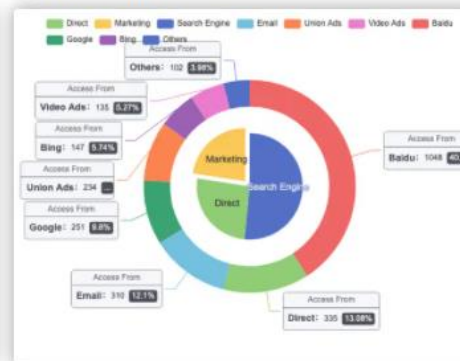 Direct Marketing Search Engine Email Union Ads Video Ads Baidu
Google Bing Others
Access From
Others: 102 3.98%
Access From
Video Ads: 135 5.27%
Access From
Bing: 147 5.74%
Access From
Union Ads: 234 ...
Access From
Google: 251 9.8%
Access From
Email: 310 12.1%
Access From
Direct: 335 13.08%
Access From
Baidu: 1048 40.
Marketing
Search Engine
Direct